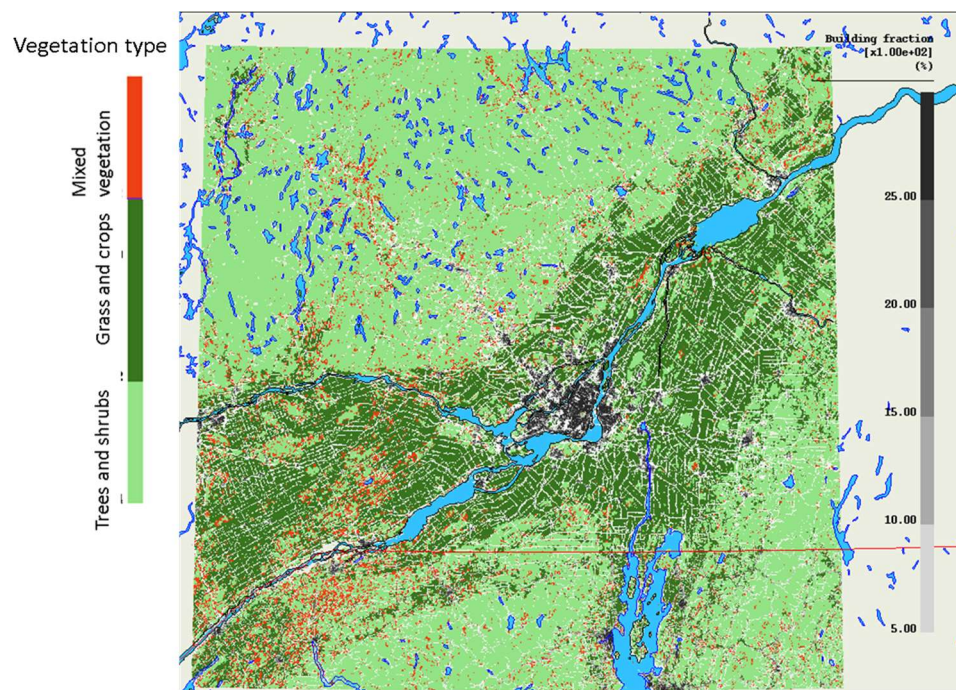 Vegetation type
Mixed
vegetation
Grass and crops
Trees and shrubs
Building fraction
[x1.00e+02]
(%)
25.00
20.00
15.00
10.00
5.00